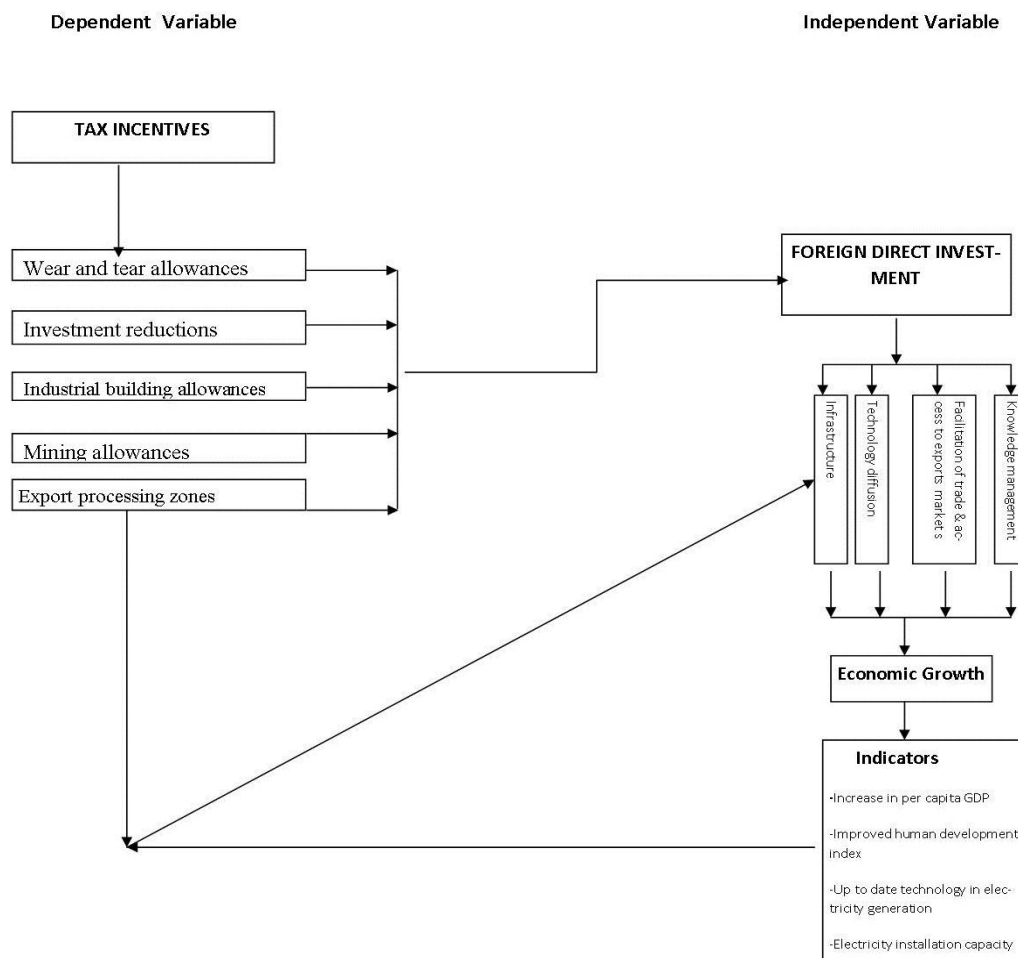 Dependent Variable
Independent Variable
TAX INCENTIVES
Wear and tear allowances
Investment reductions
Industrial building allowances
Mining allowances
Export processing zones
FOREIGN DIRECT INVEST-
MENT
Infrastructure
Technology diffusion
Facilitation of trade & ac-
cess to exports market s
Knowledge management
Economic Growth
Indicators
-Increase in per capita GDP
-Improved human development
index
-Up to date technology in elec-
tricity generation
-Electricity installation capacity